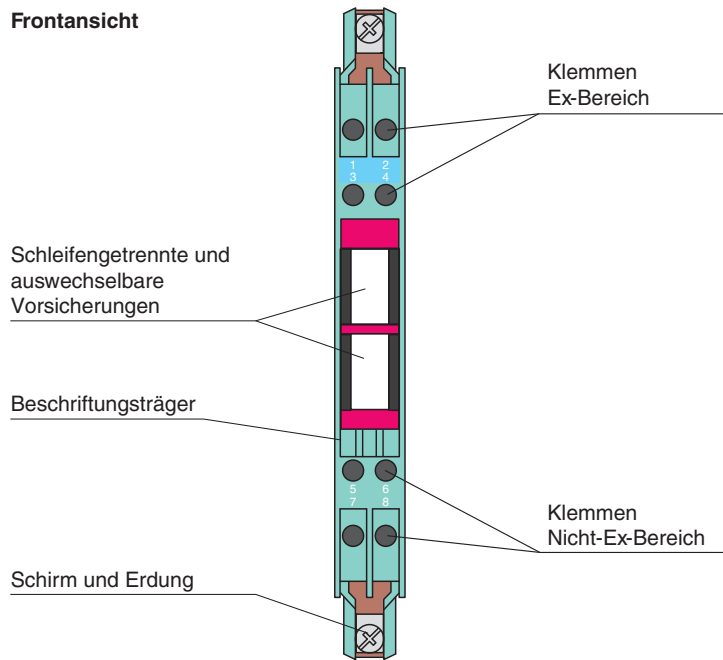 Frontansicht
Klemmen
Ex-Bereich
1 2
3 4
Schleifengetrennte und
auswechselbare
Vorsicherungen
Beschriftungsträger
5 6
7 8
Klemmen
Nicht-Ex-Bereich
Schirm und Erdung